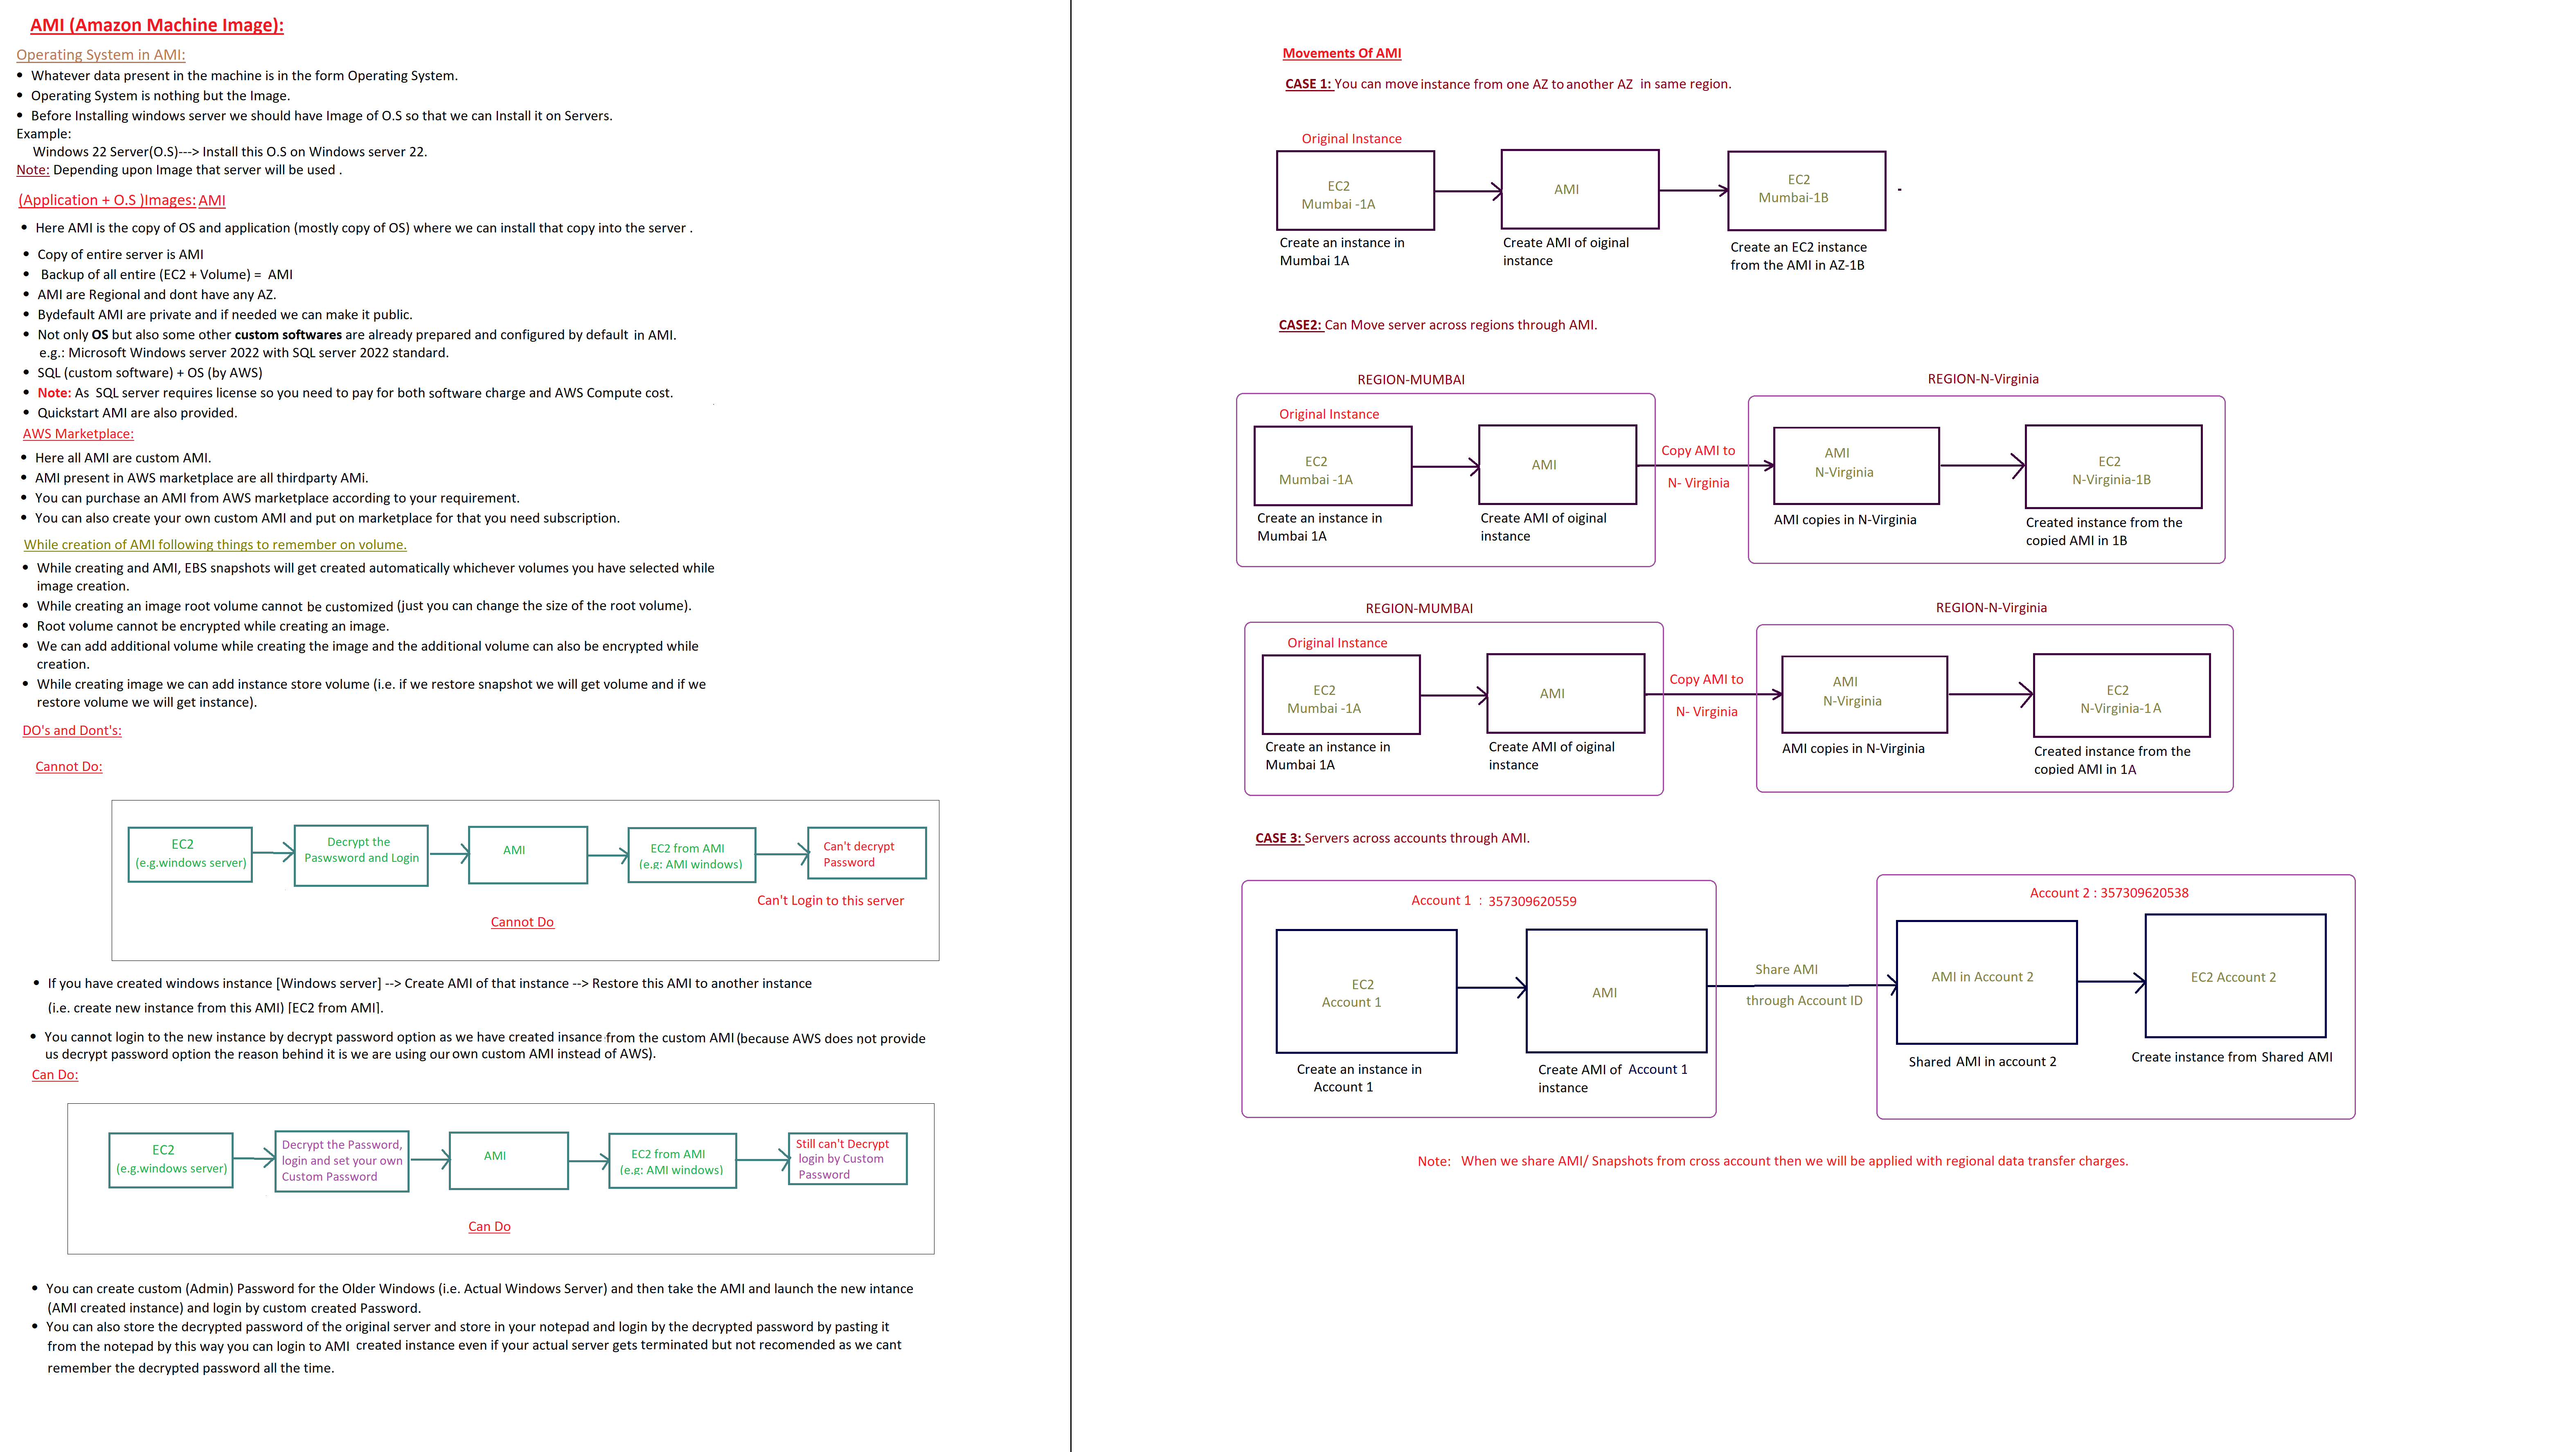 AMI (Amazon Machine Image):
Operating System in AMI:
• Whatever data present in the machine is in the form Operating System.
• Operating System is nothing but the Image.
• Before Installing windows server we should have Image of O.S so that we can Install it on Servers.
Example:
Windows 22 Server(O.S)---> Install this O.S on Windows server 22.
Note: Depending upon Image that server will be used .
(Application + O.S )Images: AMI
• Here AMI is the copy of OS and application (mostly copy of OS) where we can install that copy into the server .
• Copy of entire server is AMI
• Backup of all entire (EC2 + Volume) = AMI
• AMI are Regional and dont have any AZ.
• Bydefault AMI are private and if needed we can make it public.
• Not only OS but also some other custom softwares are already prepared and configured by default in AMI.
e.g.: Microsoft Windows server 2022 with SQL server 2022 standard.
• SQL (custom software) + OS (by AWS)
• Note: As SQL server requires license so you need to pay for both software charge and AWS Compute cost.
• Quickstart AMI are also provided.
AWS Marketplace:
• Here all AMI are custom AMI.
• AMI present in AWS marketplace are all thirdparty AMi.
• You can purchase an AMI from AWS marketplace according to your requirement.
• You can also create your own custom AMI and put on marketplace for that you need subscription.
While creation of AMI following things to remember on volume.
• While creating and AMI, EBS snapshots will get created automatically whichever volumes you have selected while
image creation.
• While creating an image root volume cannot be customized (just you can change the size of the root volume).
• Root volume cannot be encrypted while creating an image.
• We can add additional volume while creating the image and the additional volume can also be encrypted while
creation.
• While creating image we can add instance store volume (i.e. if we restore snapshot we will get volume and if we
restore volume we will get instance).
DO's and Dont's:
Cannot Do:
EC2
(e.g.windows server)
Decrypt the
Paswsword and Login
AMI
EC2 from AMI
(e.g: AMI windows)
Can't decrypt
Password
Can't Login to this server
Cannot Do
• If you have created windows instance [Windows server] --> Create AMI of that instance --> Restore this AMI to another instance
(i.e. create new instance from this AMI) [EC2 from AMI].
• You cannot login to the new instance by decrypt password option as we have created insance from the custom AMI (because AWS does not provide
us decrypt password option the reason behind it is we are using our own custom AMI instead of AWS).
Can Do:
EC2
(e.g.windows server)
Decrypt the Password,
login and set your own
Custom Password
AMI
EC2 from AMI
(e.g: AMI windows)
Still can't Decrypt
login by Custom
Password
Can Do
• You can create custom (Admin) Password for the Older Windows (i.e. Actual Windows Server) and then take the AMI and launch the new intance
(AMI created instance) and login by custom created Password.
• You can also store the decrypted password of the original server and store in your notepad and login by the decrypted password by pasting it
from the notepad by this way you can login to AMI created instance even if your actual server gets terminated but not recomended as we cant
remember the decrypted password all the time.
Movements Of AMI
CASE 1: You can move instance from one AZ to another AZ in same region.
Original Instance
EC2
Mumbai -1A
AMI
EC2
Mumbai-1B
Create an instance in
Mumbai 1A
Create AMI of oiginal
instance
Create an EC2 instance
from the AMI in AZ-1B
CASE2: Can Move server across regions through AMI.
REGION-MUMBAI
REGION-N-Virginia
Original Instance
EC2
Mumbai -1A
AMI
Copy AMI to
N- Virginia
AMI
N-Virginia
EC2
N-Virginia-1B
Create an instance in
Mumbai 1A
Create AMI of oiginal
instance
AMI copies in N-Virginia
Created instance from the
copied AMI in 1B
REGION-MUMBAI
REGION-N-Virginia
Original Instance
EC2
Mumbai -1A
AMI
Copy AMI to
N- Virginia
AMI
N-Virginia
EC2
N-Virginia-1A
Create an instance in
Mumbai 1A
Create AMI of oiginal
instance
AMI copies in N-Virginia
Created instance from the
copied AMI in 1A
CASE 3: Servers across accounts through AMI.
Account 1 : 357309620559
Account 2 : 357309620538
EC2
Account 1
AMI
Share AMI
through Account ID
AMI in Account 2
EC2 Account 2
Create an instance in
Account 1
Create AMI of Account 1
instance
Shared AMI in account 2
Create instance from Shared AMI
Note: When we share AMI/ Snapshots from cross account then we will be applied with regional data transfer charges.